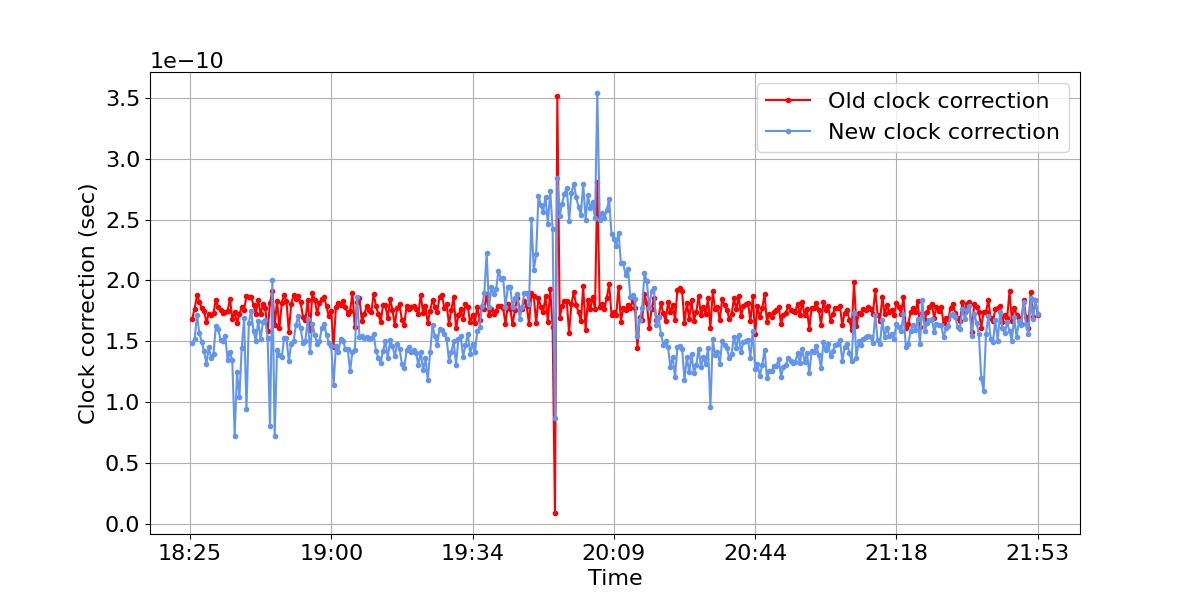 1e−10
Old clock correction
New clock correction
Clock correction (sec)
3.5
3.0
2.5
2.0
1.5
1.0
0.5
0.0
18:25 19:00 19:34 20:09 20:44 21:18 21:53
Time